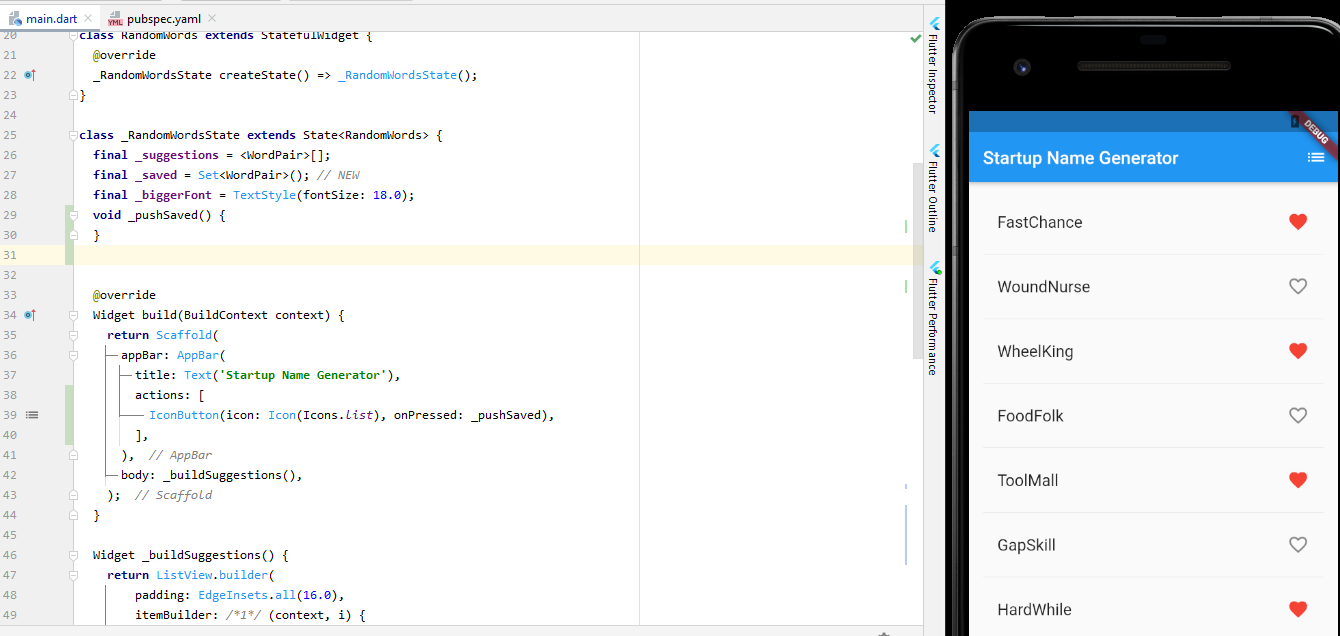 main.dart
pubspec.yaml
20 class RandomWords extends StatefulWidget {
21 @override
22 _RandomWordsState createState() => _RandomWordsState();
23 }
24
25 class _RandomWordsState extends State<RandomWords> {
26 final _suggestions = <WordPair>[];
27 final _saved = Set<WordPair>(); // NEW
28 final _biggerFont = TextStyle(fontSize: 18.0);
29 void _pushSaved() {
30 }
31
32
33 @override
34 Widget build(BuildContext context) {
35 return Scaffold(
36 appBar: AppBar(
37 title: Text('Startup Name Generator'),
38 actions: [
39 IconButton(icon: Icon(Icons.list), onPressed: _pushSaved),
40 ],
41 ), // AppBar
42 body: _buildSuggestions(),
43 ); // Scaffold
44 }
45
46 Widget _buildSuggestions() {
47 return ListView.builder(
48 padding: EdgeInsets.all(16.0),
49 itemBuilder: /*1*/ (context, i) {
Flutter Inspector
Flutter Outline
Flutter Performance
DEBUG
Startup Name Generator
FastChance
WoundNurse
WheelKing
FoodFolk
ToolMall
GapSkill
HardWhile